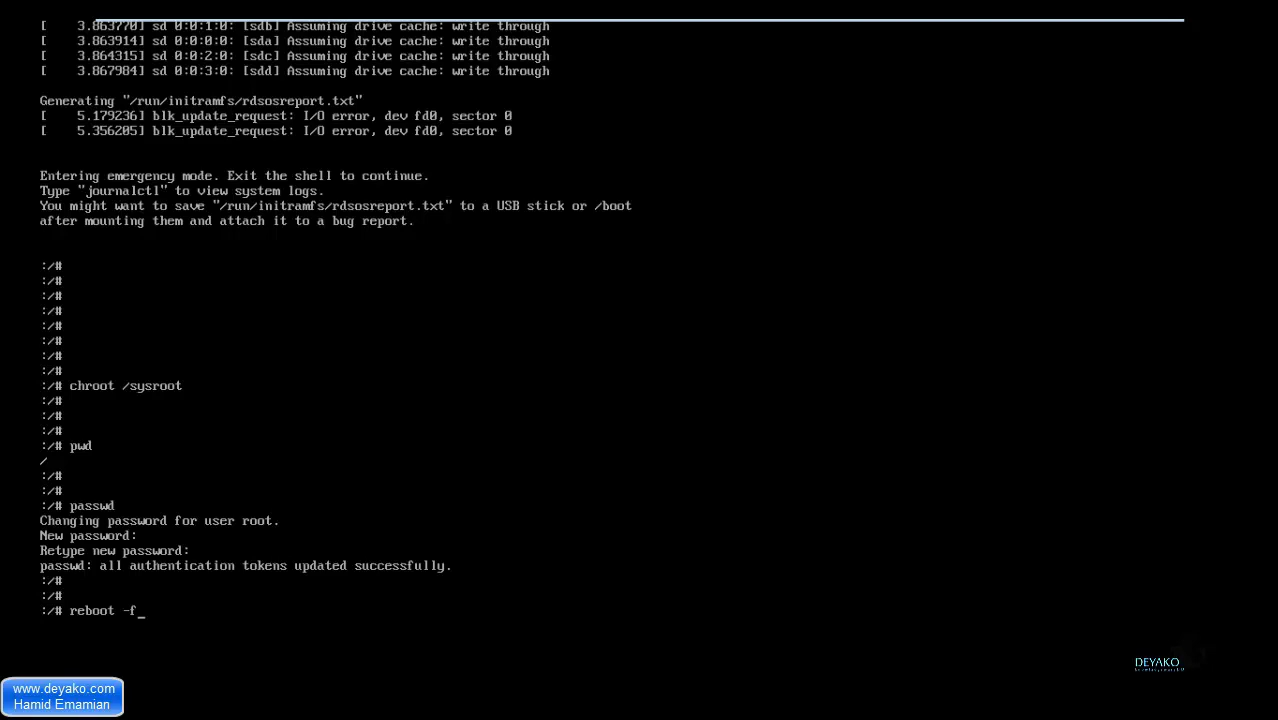 [    3.863770] sd 0:0:1:0: [sdb] Assuming drive cache: write through
[    3.863914] sd 0:0:0:0: [sda] Assuming drive cache: write through
[    3.864315] sd 0:0:2:0: [sdc] Assuming drive cache: write through
[    3.867984] sd 0:0:3:0: [sdd] Assuming drive cache: write through
Generating "/run/initramfs/rdsosreport.txt"
[    5.179236] blk_update_request: I/O error, dev fd0, sector 0
[    5.356205] blk_update_request: I/O error, dev fd0, sector 0
Entering emergency mode. Exit the shell to continue.
Type "journalctl" to view system logs.
You might want to save "/run/initramfs/rdsosreport.txt" to a USB stick or /boot
after mounting them and attach it to a bug report.
:/#
:/#
:/#
:/#
:/#
:/#
:/#
:/#
:/# chroot /sysroot
:/#
:/#
:/#
:/# pwd
/
:/#
:/#
:/# passwd
Changing password for user root.
New password:
Retype new password:
passwd: all authentication tokens updated successfully.
:/#
:/#
:/# reboot -f_
DEYAKO
www.deyako.com
Hamid Emamian